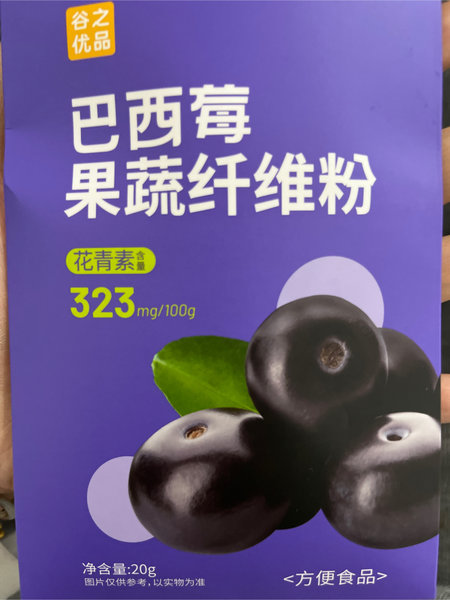 谷之
优品
巴西莓
果蔬纤维粉
花青素含量
323mg/100g
净含量:20g
图片仅供参考,以实物为准
<方便食品>